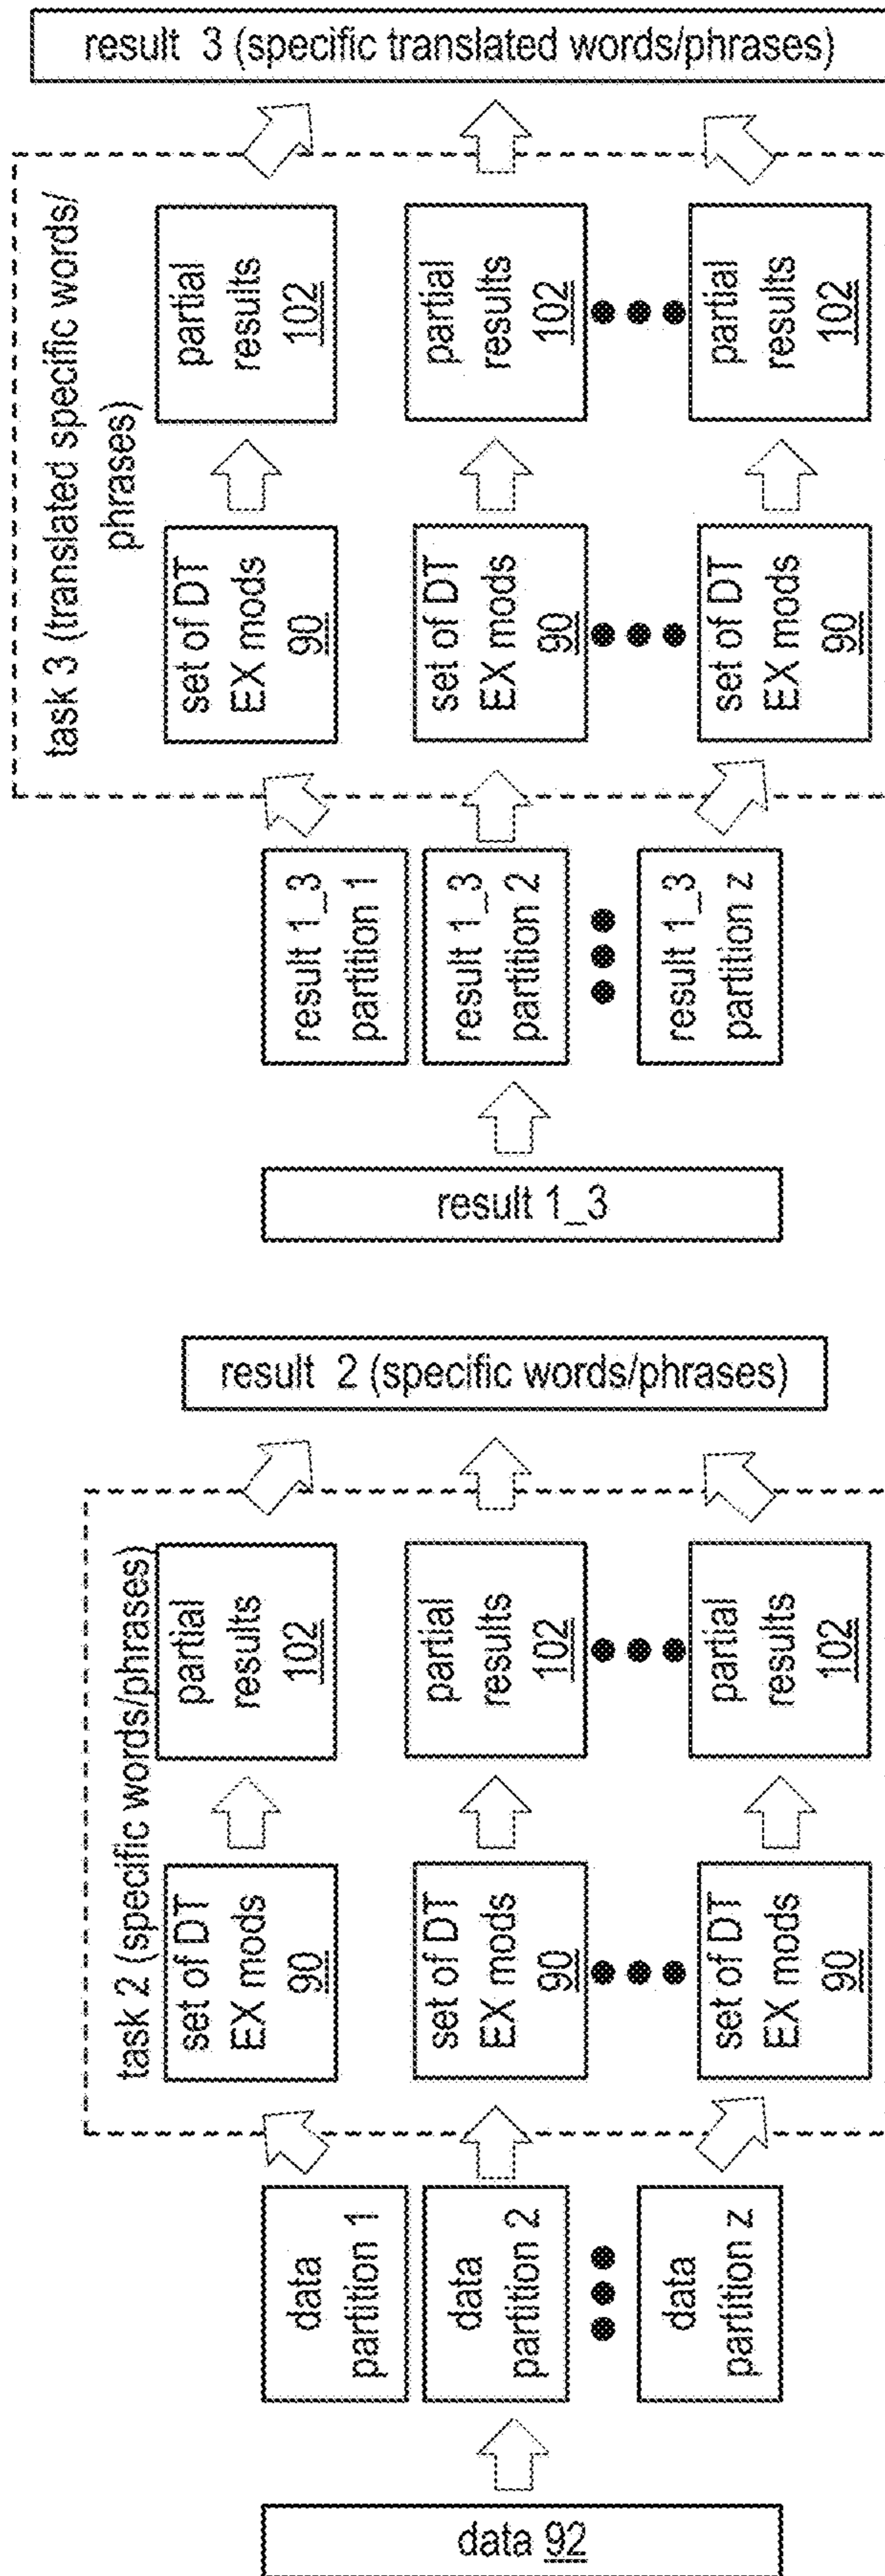 data 92
data
partition 1
data
partition 2
data
partition z
task 2 (specific words/phrases)
set of DT
EX mods
90
partial
results
102
set of DT
EX mods
90
partial
results
102
set of DT
EX mods
90
partial
results
102
result 2 (specific words/phrases)
result 1_3
result 1_3
partition 1
result 1_3
partition 2
result 1_3
partition z
task 3 (translated specific words/
phrases)
set of DT
EX mods
90
partial
results
102
set of DT
EX mods
90
partial
results
102
set of DT
EX mods
90
partial
results
102
result 3 (specific translated words/phrases)